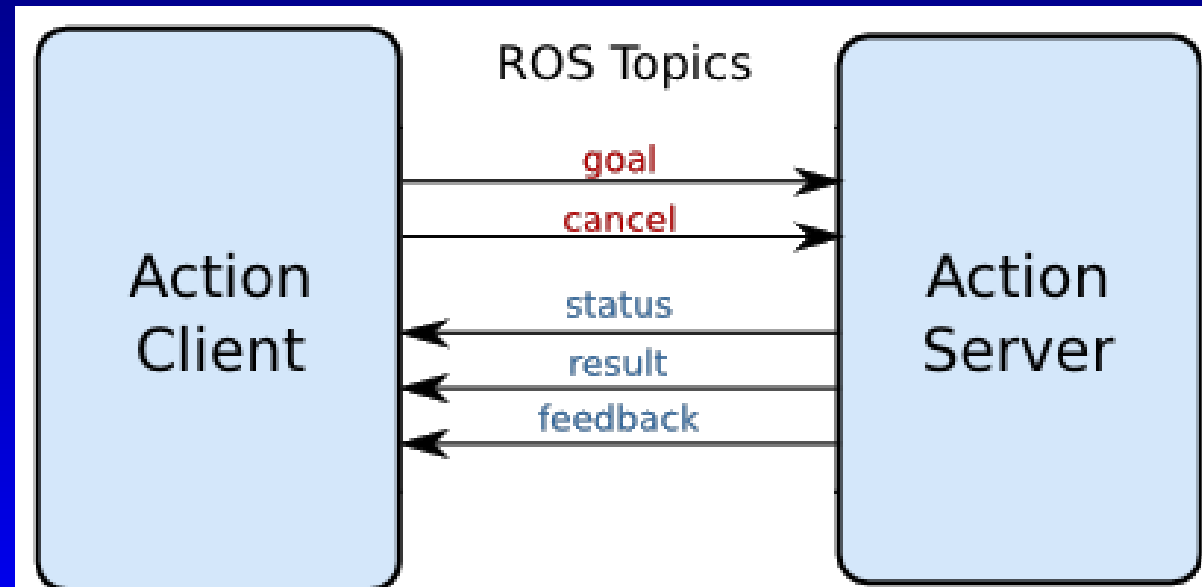 ROS Topics
goal
cancel
status
result
feedback
Action
Client
Action
Server